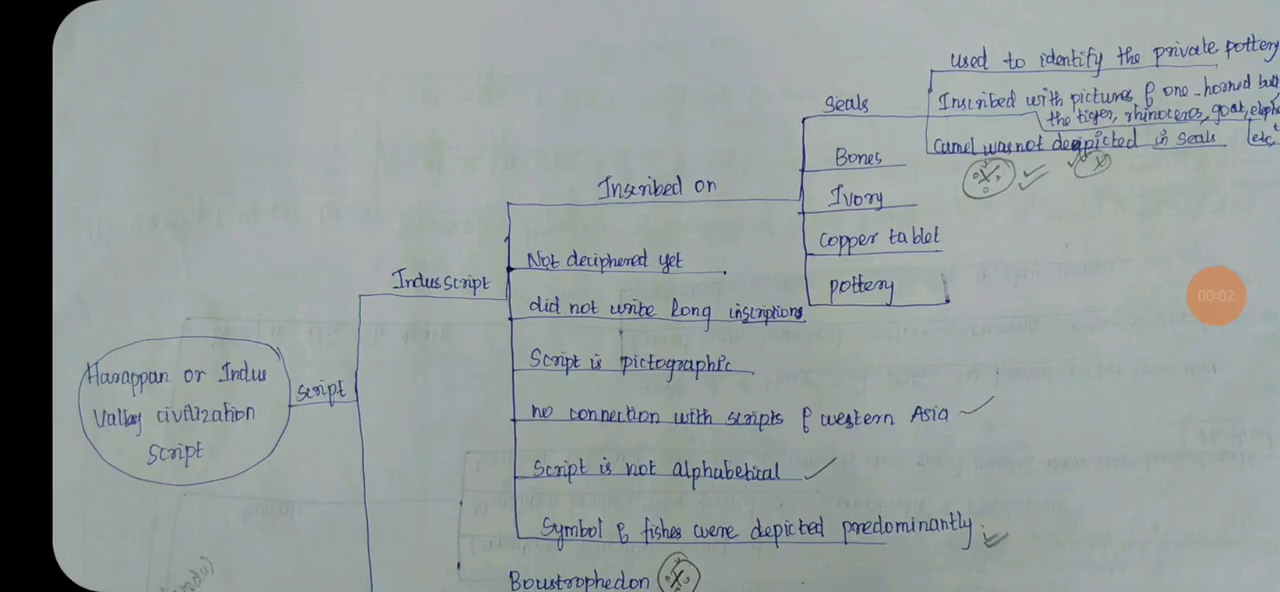 used to identify the private pottery
Seals
Inscribed with pictures of one-horned bull
the tiger, rhinoceros, goat, eleph
Camel was not depicted in Seals
etc,
Bones
Inscribed on
Ivory
Copper tablet
Not deciphered yet
Indus script
pottery
00:02
did not write long inscriptions
Script is pictographic
Harappan or Indus
Valley civilization
Script
script
no connection with scripts of western Asia
Script is not alphabetical
Symbol of fishes were depicted predominantly
Boustrophedon